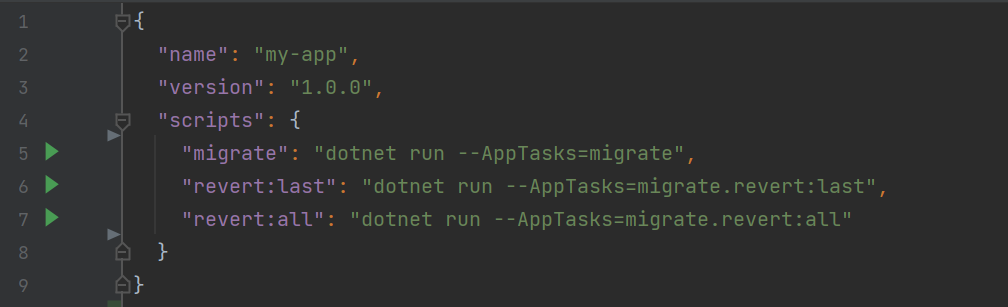 1 {
2   "name": "my-app",
3   "version": "1.0.0",
4   "scripts": {
5     "migrate": "dotnet run --AppTasks=migrate",
6     "revert:last": "dotnet run --AppTasks=migrate.revert:last",
7     "revert:all": "dotnet run --AppTasks=migrate.revert:all"
8   }
9 }